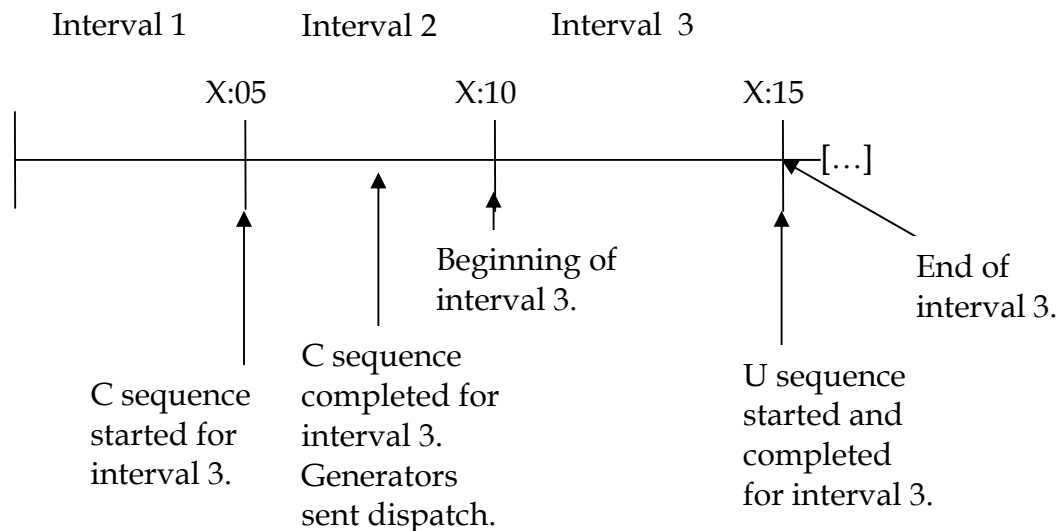 Interval 1
Interval 2
Interval 3
X:05
X:10
X:15
[...]
Beginning of
interval 3.
End of
interval 3.
C sequence
started for
interval 3.
C sequence
completed for
interval 3.
Generators
sent dispatch.
U sequence
started and
completed
for interval 3.